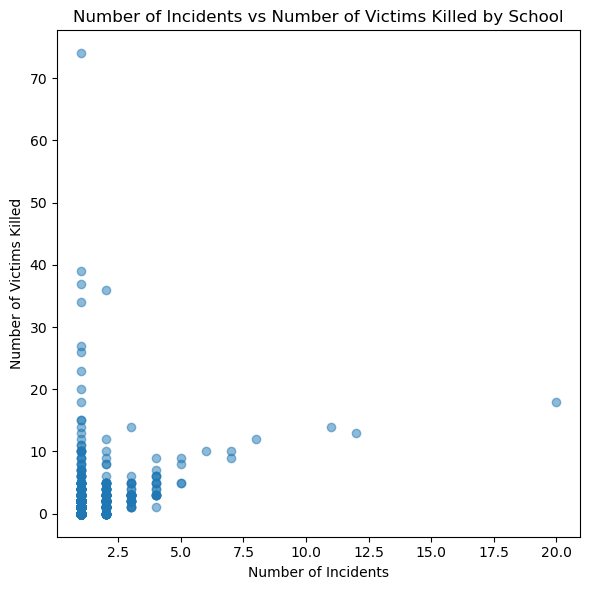 Number of Incidents vs Number of Victims Killed by School
Number of Victims Killed
70
60
50
40
30
20
10
0
2.5 5.0 7.5 10.0 12.5 15.0 17.5 20.0
Number of Incidents